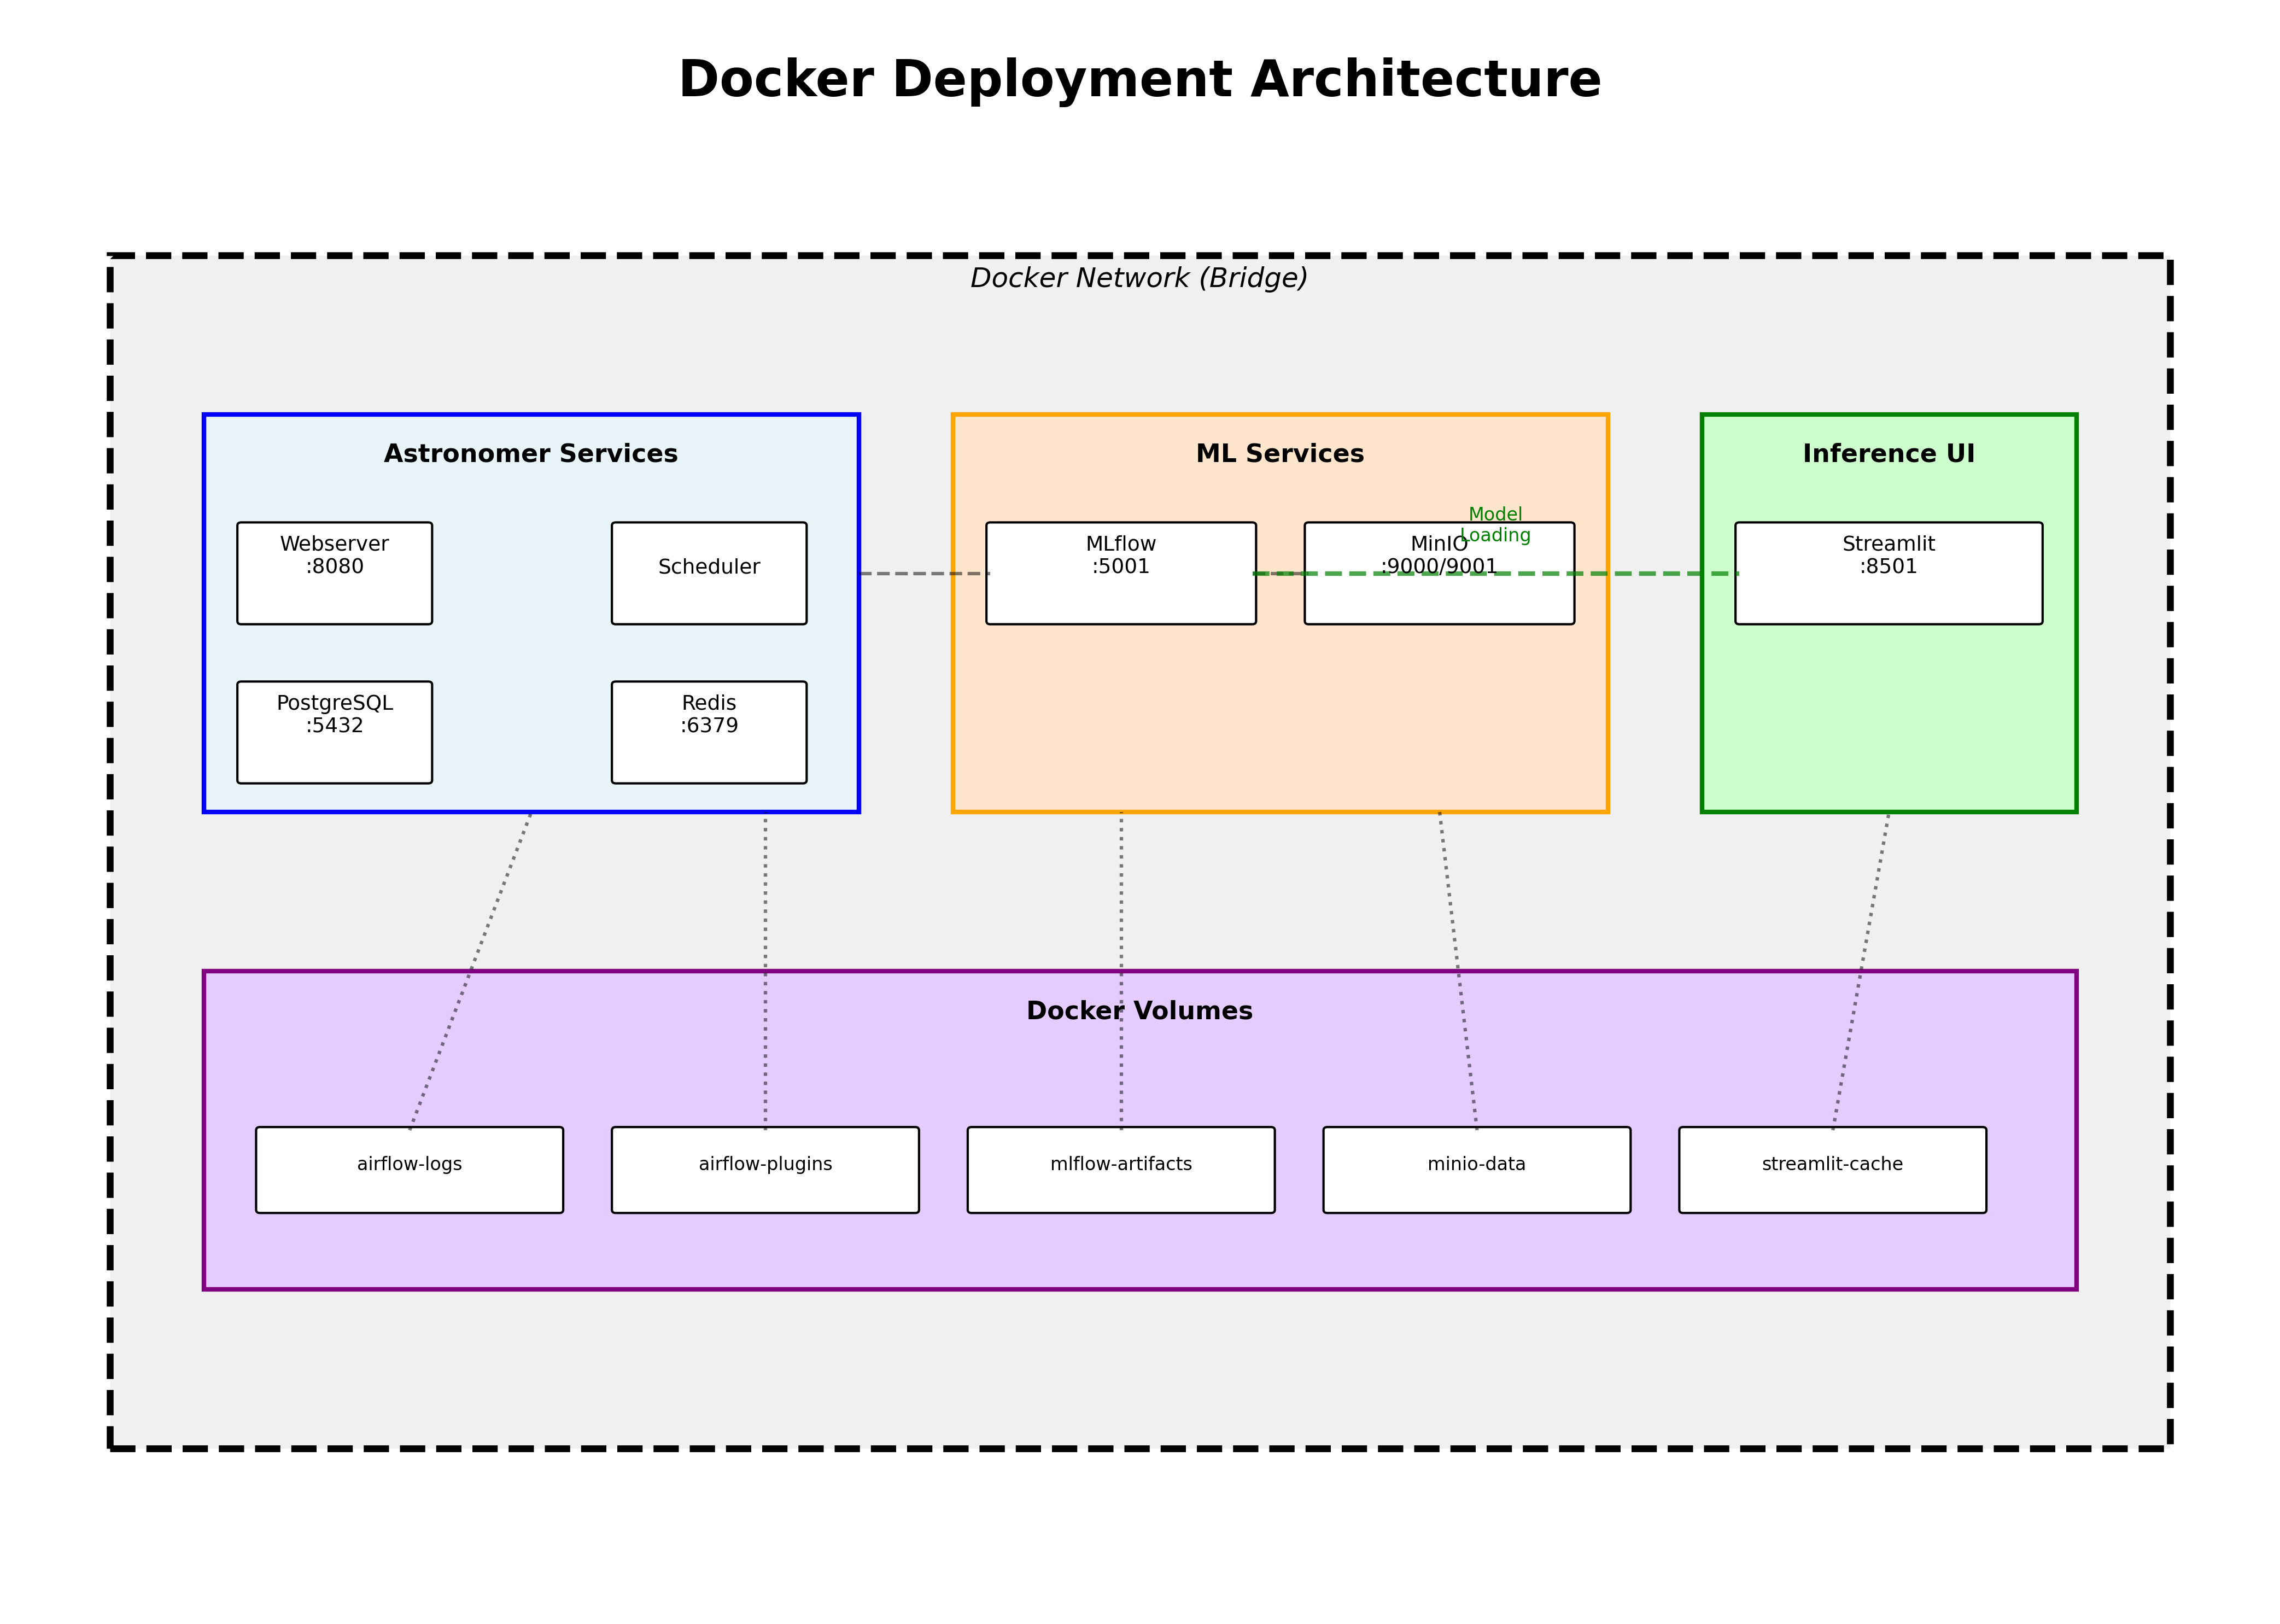 Docker Deployment Architecture
Docker Network (Bridge)
Astronomer Services
Webserver
:8080
Scheduler
PostgreSQL
:5432
Redis
:6379
ML Services
MLflow
:5001
Model
Loading
MinIO
:9000/9001
Inference UI
Streamlit
:8501
Docker Volumes
airflow-logs
airflow-plugins
mlflow-artifacts
minio-data
streamlit-cache